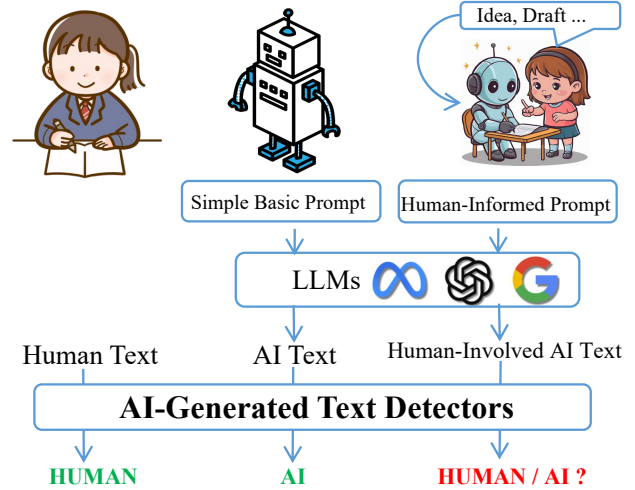 Idea, Draft ...
Simple Basic Prompt
Human-Informed Prompt
LLMs
Human Text
AI Text
Human-Involved AI Text
AI-Generated Text Detectors
HUMAN
AI
HUMAN / AI ?